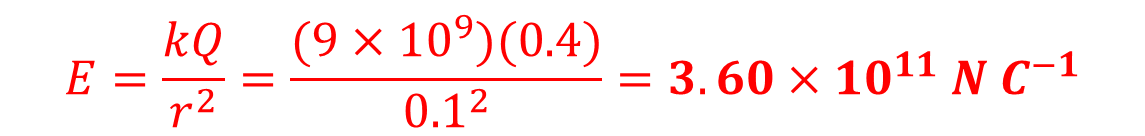 E = kQ/r² = (9 × 10⁹)(0.4)/0.1² = 3.60 × 10¹¹ N C⁻¹